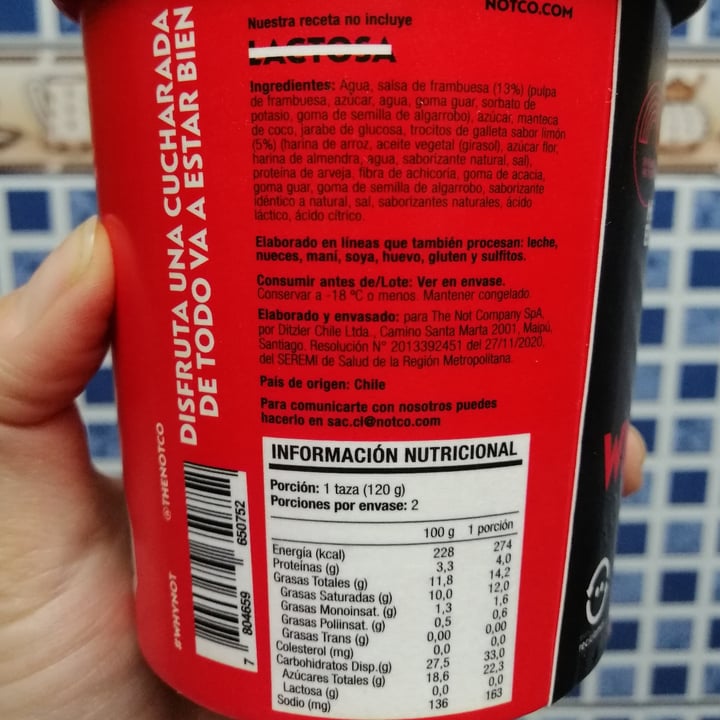 NOTCO.COM
Nuestra receta no incluye
LACTOSA
Ingredientes: Agua, salsa de frambuesa (13%) (pulpa
de frambuesa, azúcar, agua, goma guar, sorbato de
potasio, goma de semilla de algarrobo), azúcar, manteca
de coco, jarabe de glucosa, trocitos de galleta sabor limón
(5%) (harina de arroz, aceite vegetal (girasol), azúcar flor,
harina de almendra, agua, saborizante natural, sal),
proteína de arveja, fibra de achicoria, goma de acacia,
goma guar, goma de semilla de algarrobo, saborizante
idéntico a natural, sal, saborizantes naturales, ácido
láctico, ácido cítrico.
Elaborado en líneas que también procesan: leche,
nueces, maní, soya, huevo, gluten y sulfitos.
Consumir antes de/Lote: Ver en envase.
Conservar a -18 ºC o menos. Mantener congelado.
Elaborado y envasado: para The Not Company SpA,
por Ditzler Chile Ltda., Camino Santa Marta 2001, Maipú,
Santiago. Resolución N° 2013392451 del 27/11/2020,
del SEREMI de Salud de la Región Metropolitana.
País de origen: Chile
Para comunicarte con nosotros puedes
hacerlo en sac.cl@notco.com
INFORMACIÓN NUTRICIONAL
Porción: 1 taza (120 g)
Porciones por envase: 2
100 g 1 porción
Energía (kcal) 228 274
Proteínas (g) 3,3 4,0
Grasas Totales (g) 11,8 14,2
Grasas Saturadas (g) 10,0 12,0
Grasas Monoinsat. (g) 1,3 1,6
Grasas Poliinsat. (g) 0,5 0,6
Grasas Trans (g) 0,00 0,00
Colesterol (mg) 0,0 0,0
Carbohidratos Disp.(g) 27,5 33,0
Azúcares Totales (g) 18,6 22,3
Lactosa (g) 0,0 0,0
Sodio (mg) 136 163
DISFRUTA UNA CUCHARADA
DE TODO VA A ESTAR BIEN
@THENOTCO
#WHYNOT
7 804659 650752